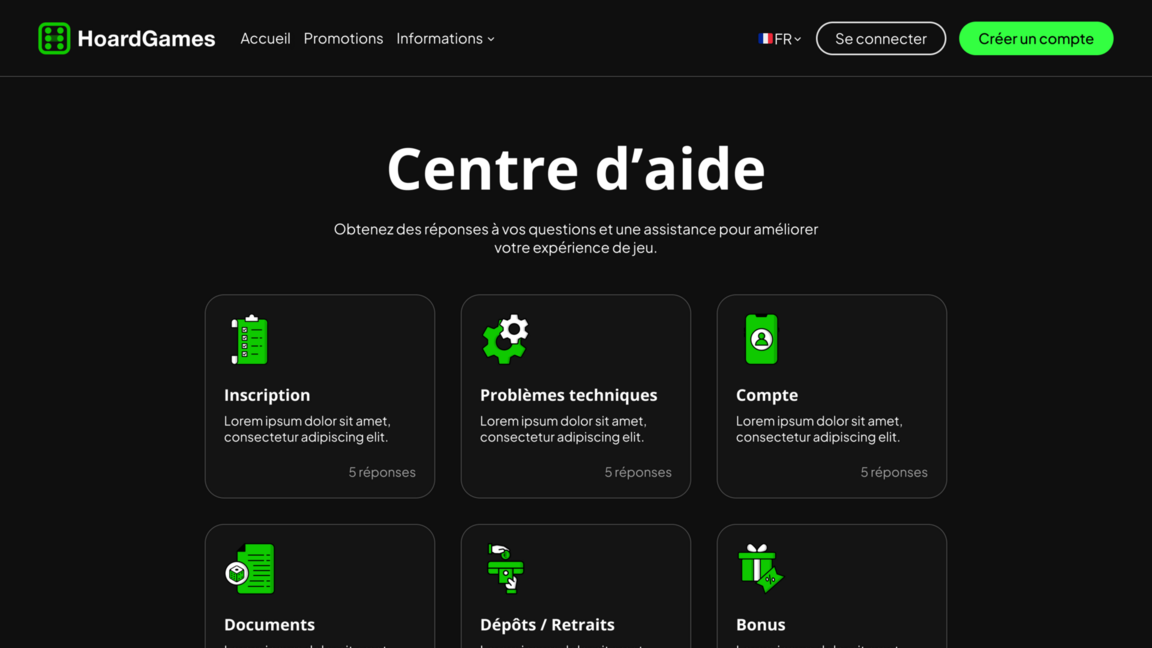 HoardGames Accueil Promotions Informations FR Se connecter Créer un compte
Centre d’aide
Obtenez des réponses à vos questions et une assistance pour améliorer
votre expérience de jeu.
Inscription
Lorem ipsum dolor sit amet,
consectetur adipiscing elit.
5 réponses
Problèmes techniques
Lorem ipsum dolor sit amet,
consectetur adipiscing elit.
5 réponses
Compte
Lorem ipsum dolor sit amet,
consectetur adipiscing elit.
5 réponses
Documents
Dépôts / Retraits
Bonus